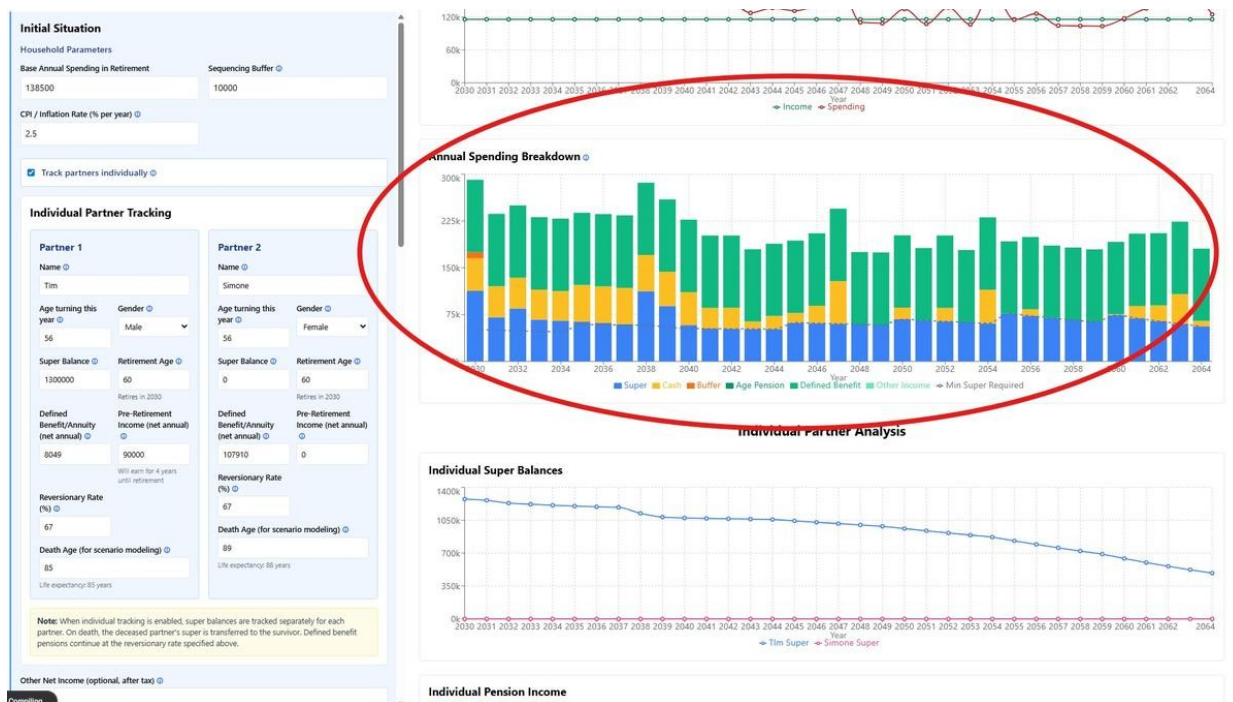 Initial Situation
Household Parameters
Base Annual Spending in Retirement
Sequencing Buffer
138500
10000
CPI / Inflation Rate (% per year)
2.5
Track partners individually
Individual Partner Tracking
Partner 1
Name
Tim
Age turning this year
Gender
56
Male
Super Balance
Retirement Age
1300000
60
Retires in 2030
Defined Benefit/Annuity (net annual)
Pre-Retirement Income (net annual)
8049
90000
Will earn for 4 years until retirement
Reversionary Rate (%)
67
Death Age (for scenario modeling)
85
Life expectancy: 85 years
Partner 2
Name
Simone
Age turning this year
Gender
56
Female
Super Balance
Retirement Age
0
60
Retires in 2030
Defined Benefit/Annuity (net annual)
Pre-Retirement Income (net annual)
107910
0
Reversionary Rate (%)
67
Death Age (for scenario modeling)
89
Life expectancy: 88 years
Note: When individual tracking is enabled, super balances are tracked separately for each
partner. On death, the deceased partner's super is transferred to the survivor. Defined benefit
pensions continue at the reversionary rate specified above.
Other Net Income (optional, after tax)
Compiling
120k
60k
0k
2030 2031 2032 2033 2034 2035 2036 2037 2038 2039 2040 2041 2042 2043 2044 2045 2046 2047 2048 2049 2050 2051 2052 2053 2054 2055 2056 2057 2058 2059 2060 2061 2062 2064
Year
Income Spending
Annual Spending Breakdown
300k
225k
150k
75k
2030 2032 2034 2036 2038 2040 2042 2044 2046 2048 2050 2052 2054 2056 2058 2060 2062 2064
Year
Super Cash Buffer Age Pension Defined Benefit Other Income Min Super Required
Individual Partner Analysis
Individual Super Balances
1400k
1050k
700k
350k
0k
2030 2031 2032 2033 2034 2035 2036 2037 2038 2039 2040 2041 2042 2043 2044 2045 2046 2047 2048 2049 2050 2051 2052 2053 2054 2055 2056 2057 2058 2059 2060 2061 2062 2064
Year
Tim Super Simone Super
Individual Pension Income